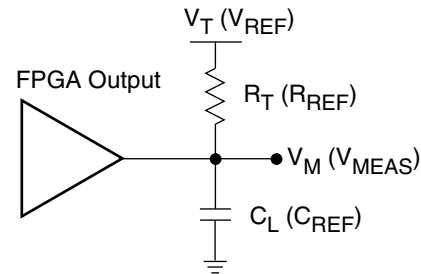 V_T (V_REF)
FPGA Output
R_T (R_REF)
V_M (V_MEAS)
C_L (C_REF)